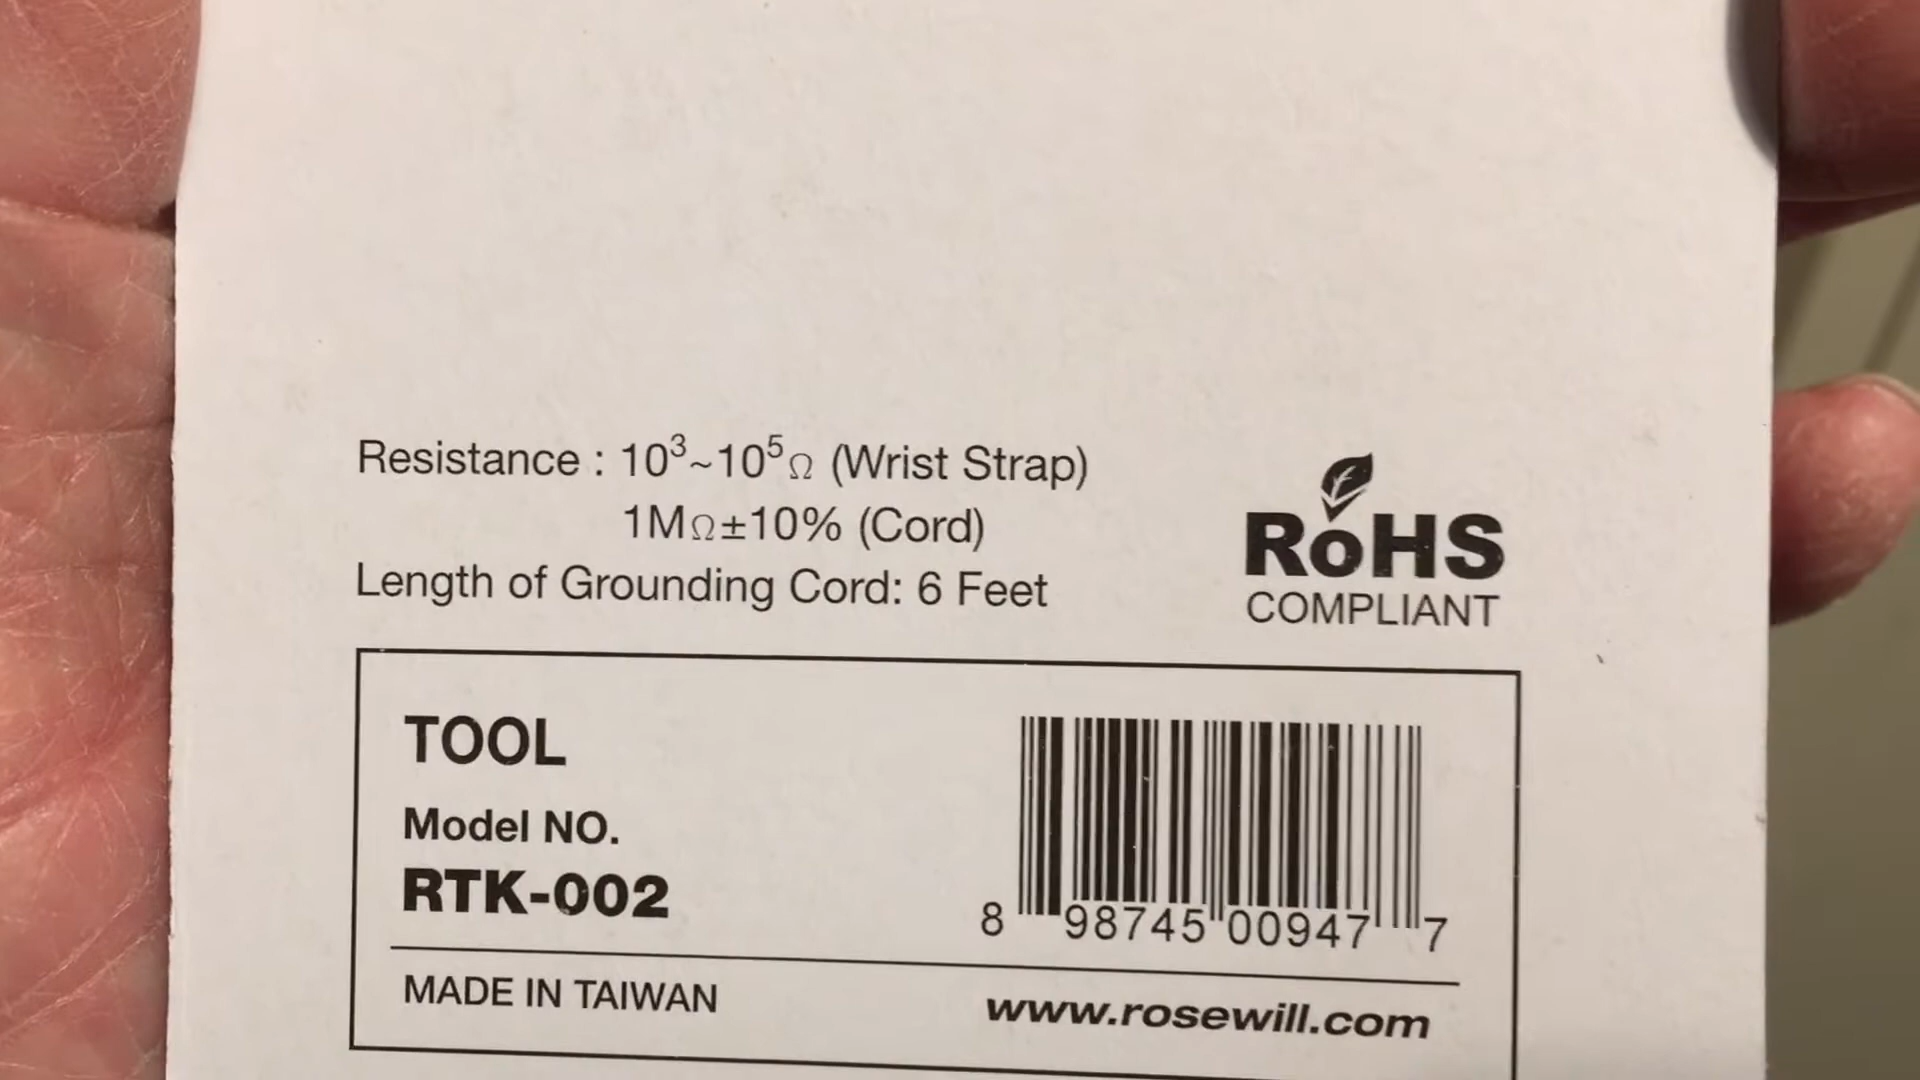 Resistance : 10³~10⁵Ω (Wrist Strap)
1MΩ±10% (Cord)
Length of Grounding Cord: 6 Feet
RoHS
COMPLIANT
TOOL
Model NO.
RTK-002
8 98745 00947 7
MADE IN TAIWAN
www.rosewill.com